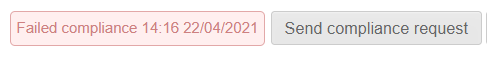 Failed compliance 14:16 22/04/2021 Send compliance request